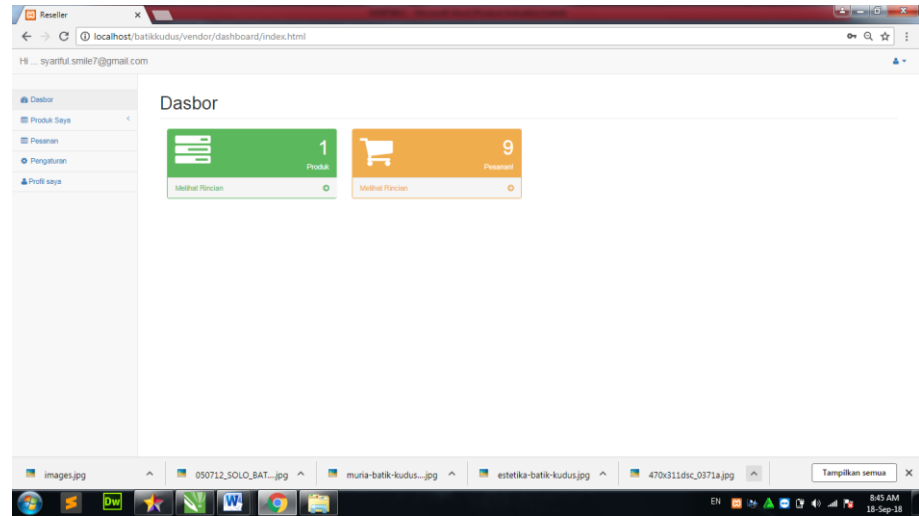 Reseller
localhost/batikkudus/vendor/dashboard/index.html
Hi ... syariful.smile7@gmail.com
Dasbor
Produk Saya
Pesanan
Pengaturan
Profil saya
Dasbor
1
Produk
Melihat Rincian
9
Pesanan!
Melihat Rincian
images.jpg
050712_SOLO_BAT....jpg
muria-batik-kudus....jpg
estetika-batik-kudus.jpg
470x311dsc_0371a.jpg
Tampilkan semua
Dw
W
EN
8:45 AM
18-Sep-18